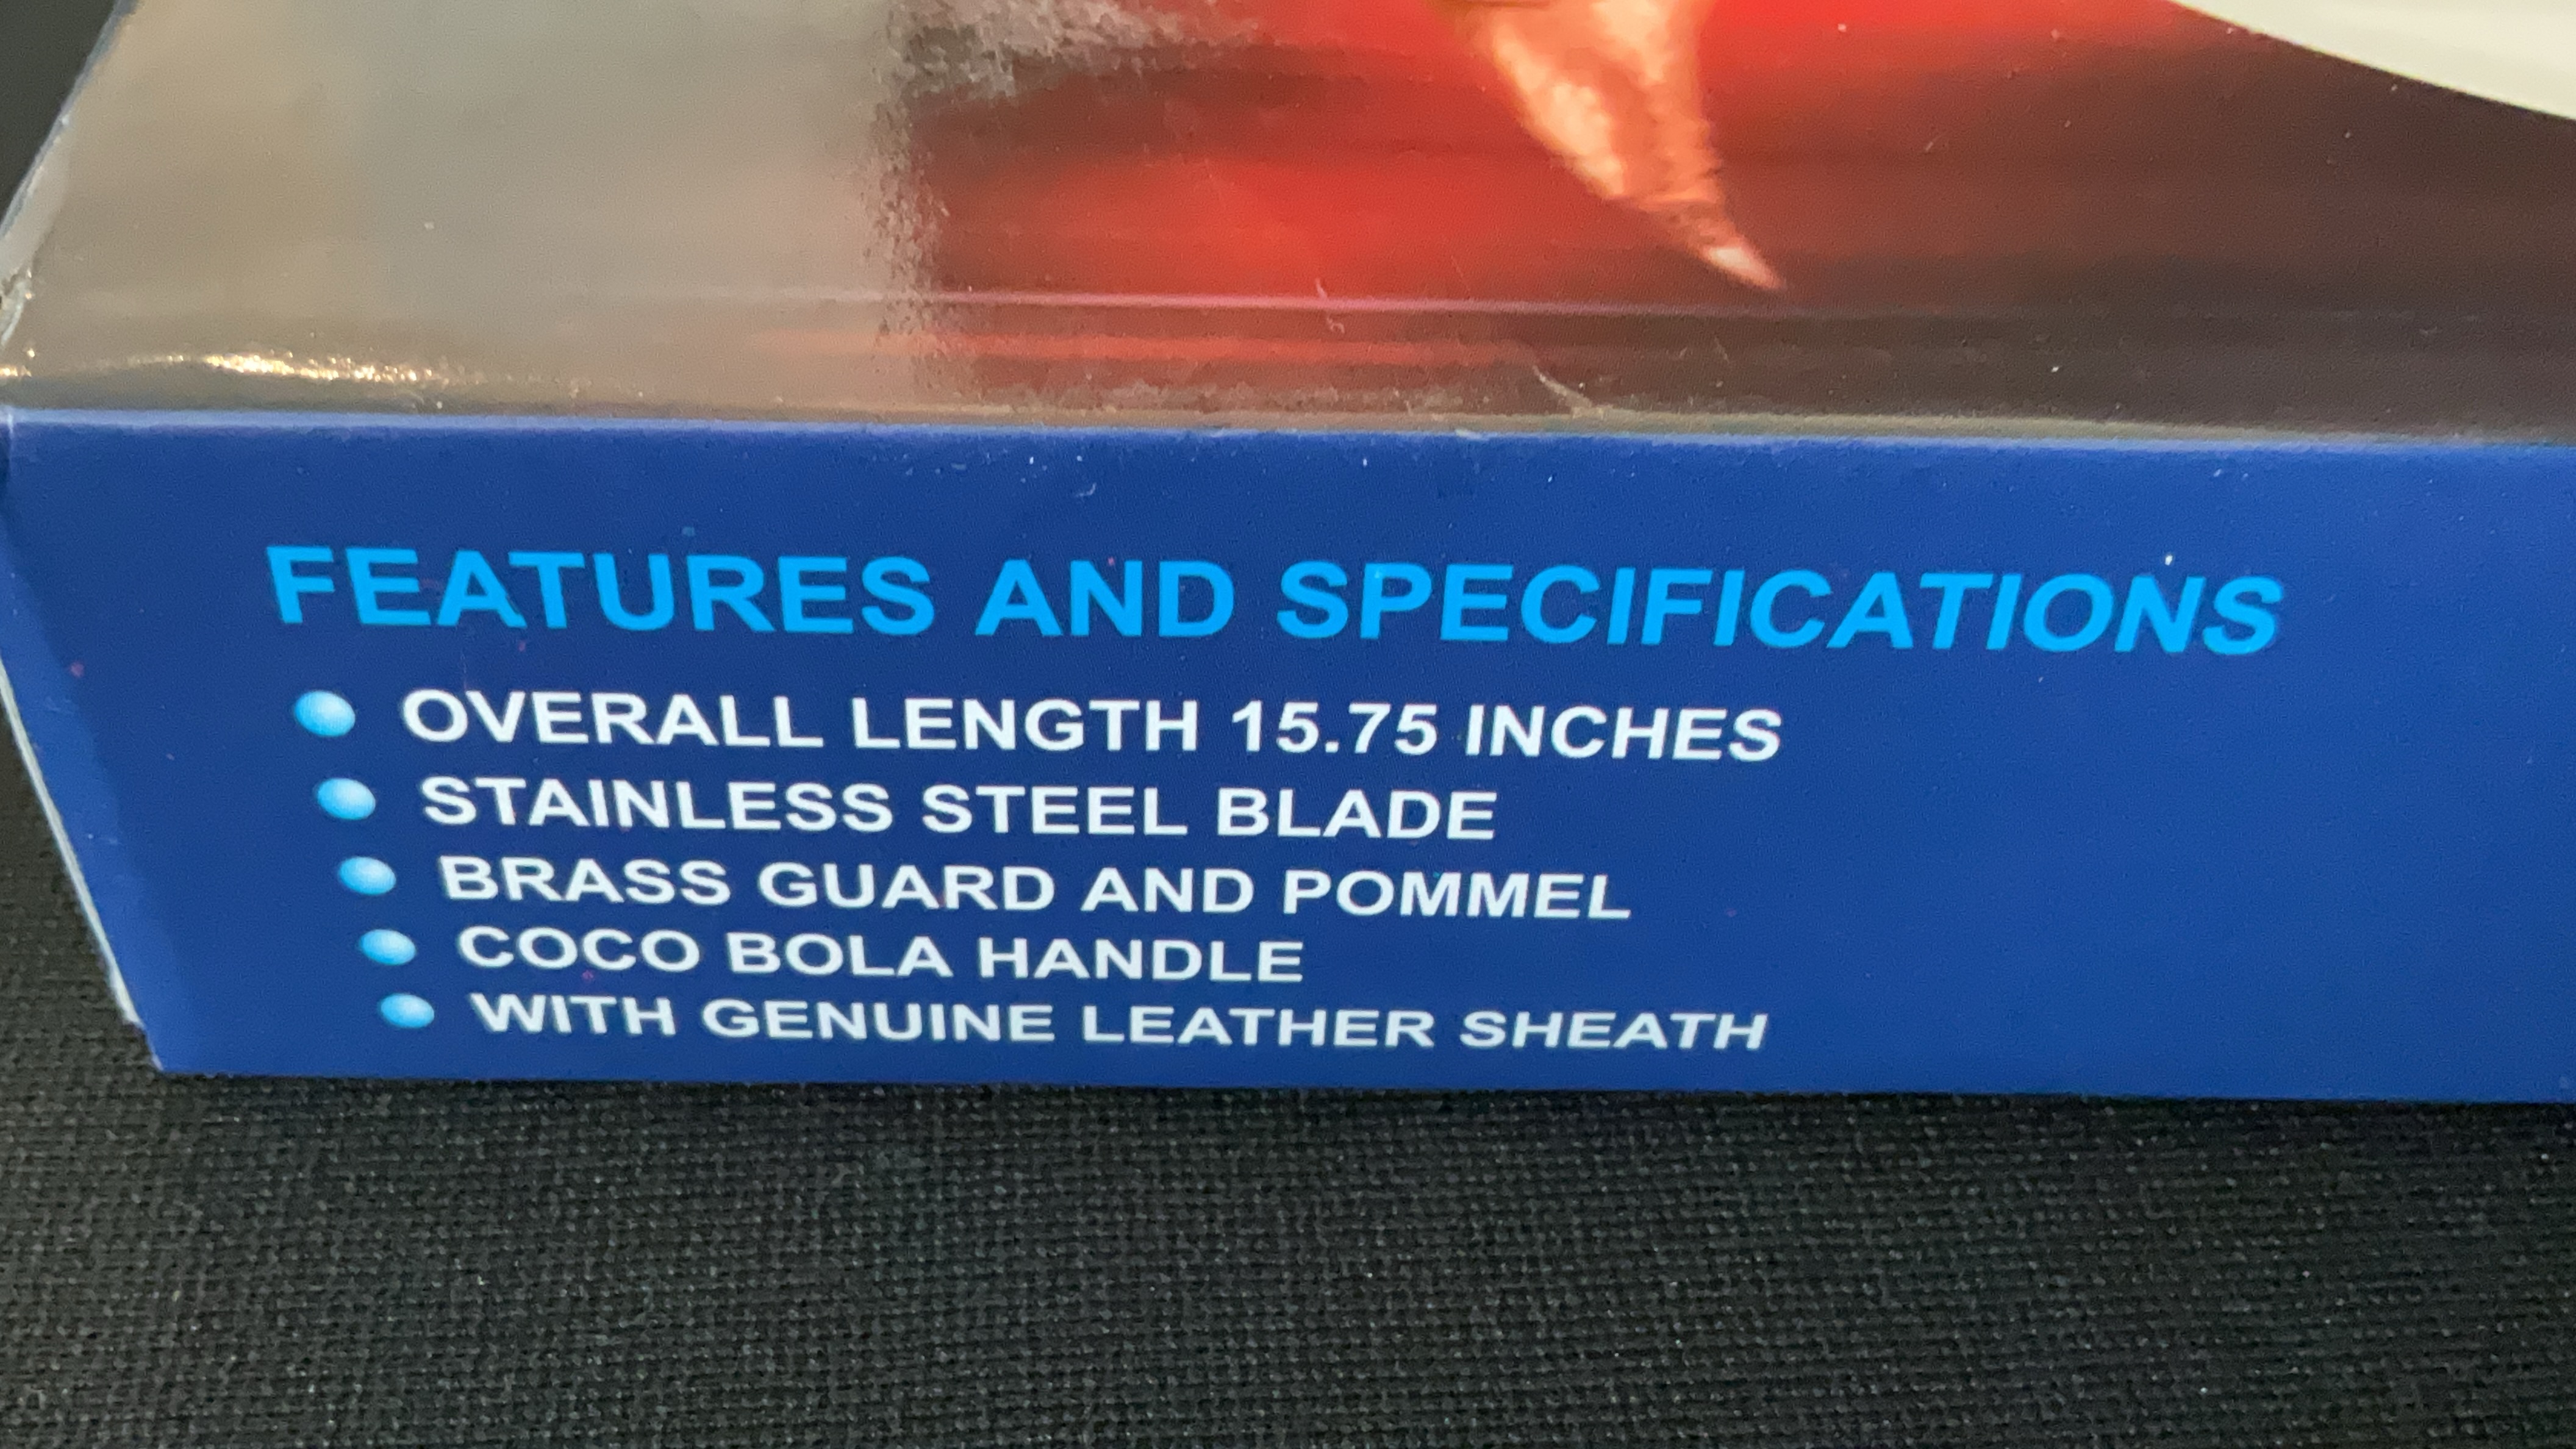 FEATURES AND SPECIFICATIONS
OVERALL LENGTH 15.75 INCHES
STAINLESS STEEL BLADE
BRASS GUARD AND POMMEL
COCO BOLA HANDLE
WITH GENUINE LEATHER SHEATH